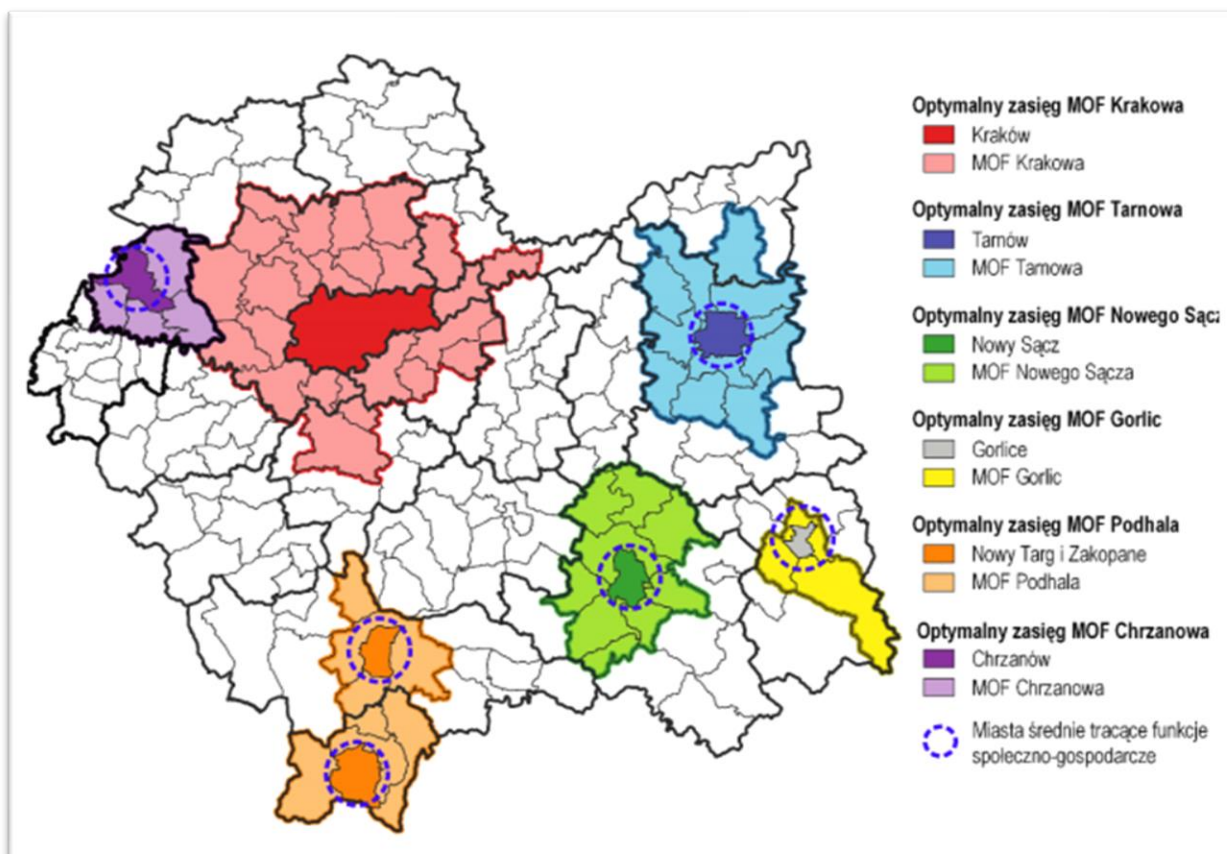 Optymalny zasięg MOF Krakowa
Kraków
MOF Krakowa
Optymalny zasięg MOF Tarnowa
Tarnów
MOF Tarnowa
Optymalny zasięg MOF Nowego Sącz
Nowy Sącz
MOF Nowego Sącza
Optymalny zasięg MOF Gorlic
Gorlice
MOF Gorlic
Optymalny zasięg MOF Podhala
Nowy Targ i Zakopane
MOF Podhala
Optymalny zasięg MOF Chrzanowa
Chrzanów
MOF Chrzanowa
Miasta średnie tracące funkcje
społeczno-gospodarcze